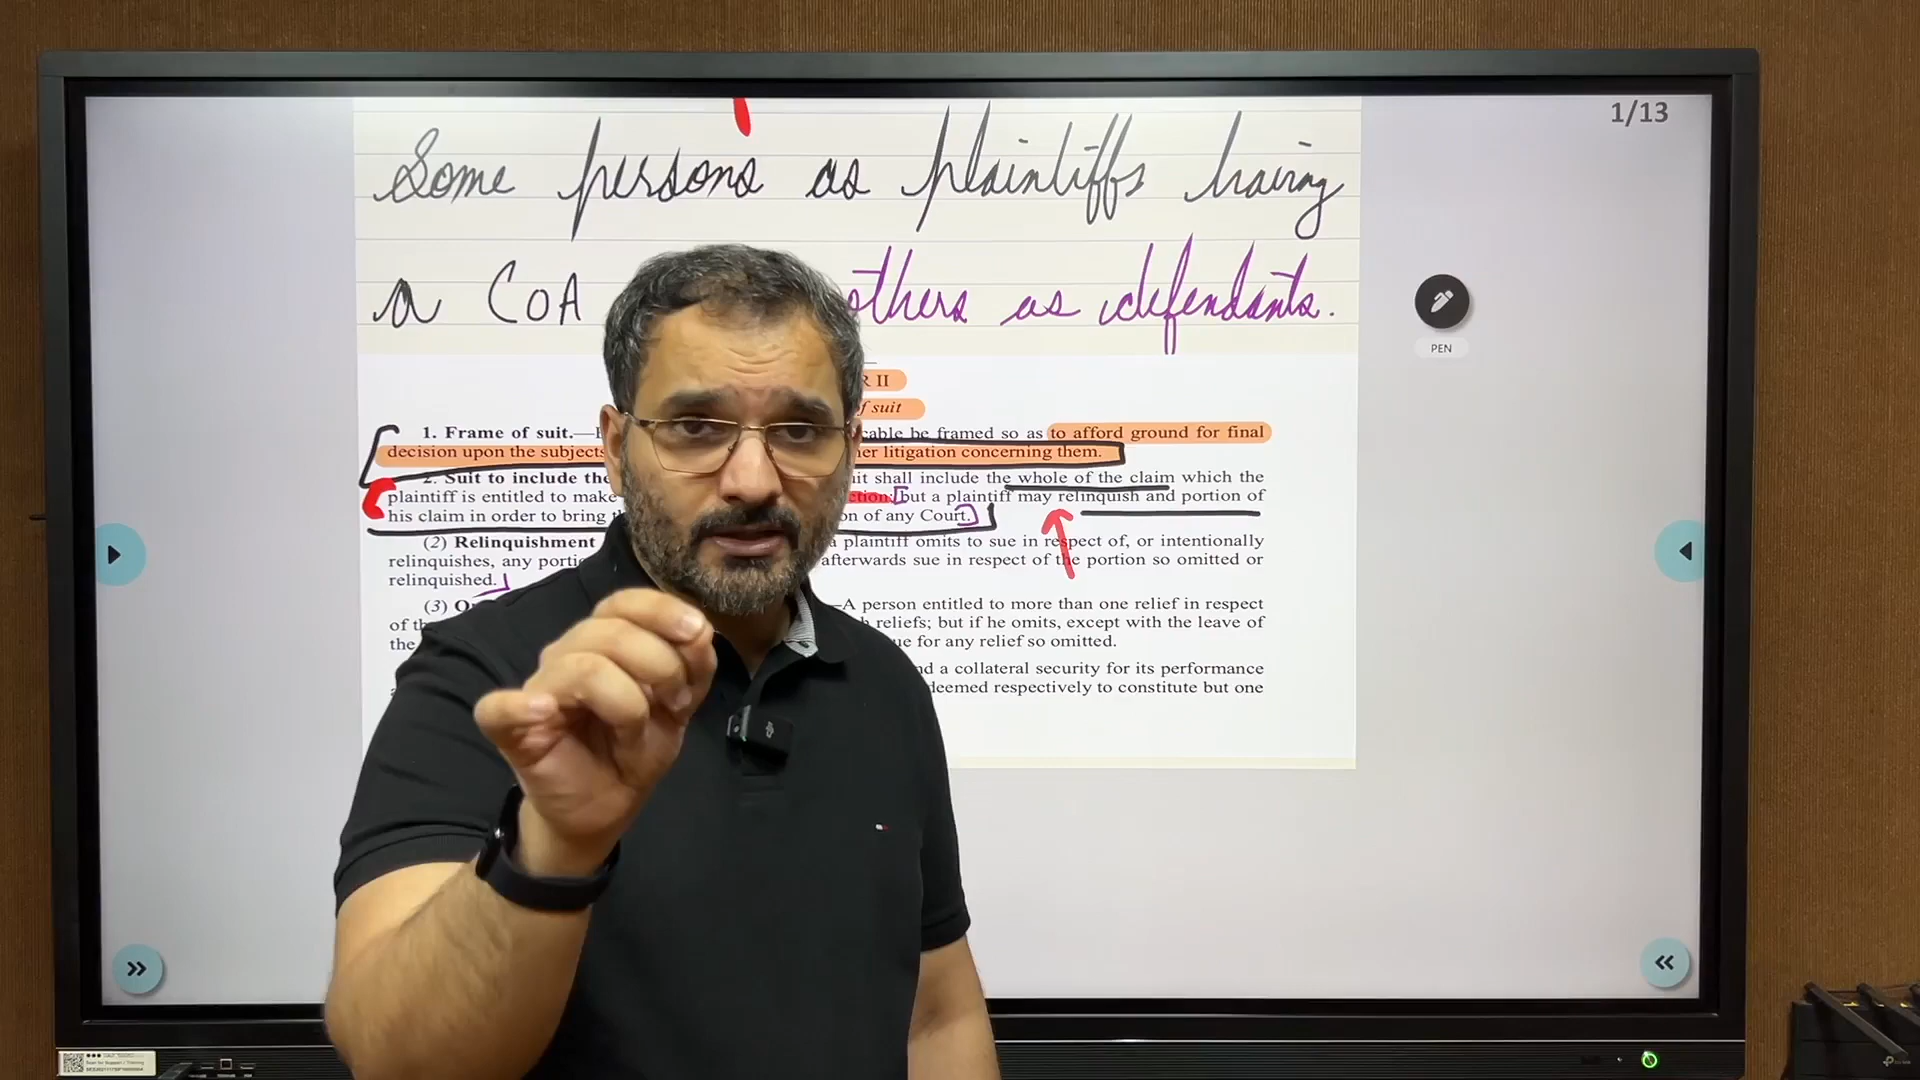 1/13
Some persons as plaintiffs having
a COA others as defendants.
PEN
R II
f suit
1. Frame of suit.— cable be framed so as to afford ground for final
decision upon the subjects her litigation concerning them.
2. Suit to include the uit shall include the whole of the claim which the
plaintiff is entitled to make ction; but a plaintiff may relinquish and portion of
his claim in order to bring on of any Court.
(2) Relinquishment a plaintiff omits to sue in respect of, or intentionally
relinquishes, any portio afterwards sue in respect of the portion so omitted or
relinquished.
(3) O —A person entitled to more than one relief in respect
of th h reliefs; but if he omits, except with the leave of
the ue for any relief so omitted.
nd a collateral security for its performance
deemed respectively to constitute but one